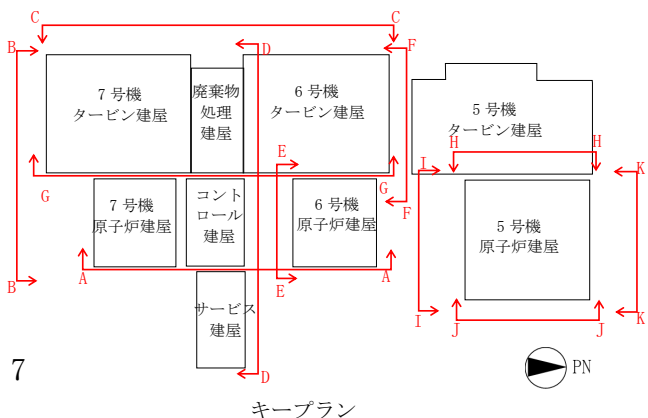 C
C
B
D
F
7 号機
タービン建屋
廃棄物
処理
建屋
6 号機
タービン建屋
5 号機
タービン建屋
E
H
H
I
K
G
G
F
7 号機
原子炉建屋
コント
ロール
建屋
6 号機
原子炉建屋
5 号機
原子炉建屋
A
A
B
E
サービス
建屋
I
J
J
K
D
7
PN
キープラン